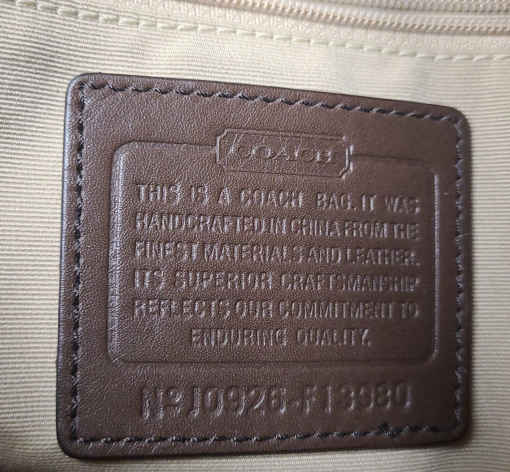 COACH
THIS IS A COACH BAG. IT WAS
HANDCRAFTED IN CHINA FROM THE
FINEST MATERIALS AND LEATHER.
ITS SUPERIOR CRAFTSMANSHIP
REFLECTS OUR COMMITMENT TO
ENDURING QUALITY.
Nº J0926-F13980